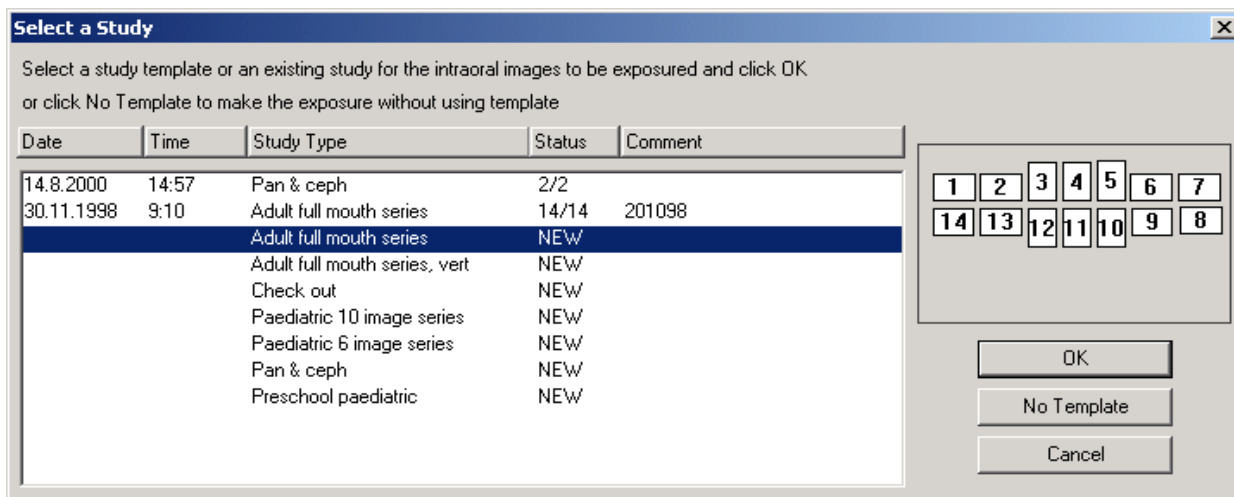 Select a Study
Select a study template or an existing study for the intraoral images to be exposured and click OK
or click No Template to make the exposure without using template
Date Time Study Type Status Comment
14.8.2000 14:57 Pan & ceph 2/2
30.11.1998 9:10 Adult full mouth series 14/14 201098
Adult full mouth series NEW
Adult full mouth series, vert NEW
Check out NEW
Paediatric 10 image series NEW
Paediatric 6 image series NEW
Pan & ceph NEW
Preschool paediatric NEW
1 2 3 4 5 6 7
14 13 12 11 10 9 8
OK
No Template
Cancel